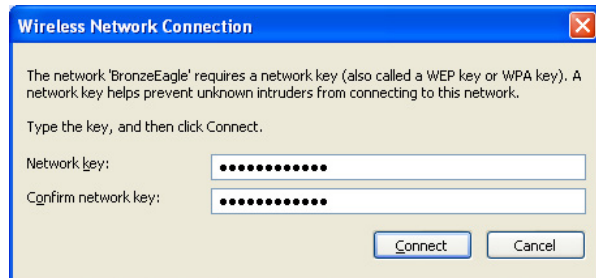 Wireless Network Connection
The network 'BronzeEagle' requires a network key (also called a WEP key or WPA key). A
network key helps prevent unknown intruders from connecting to this network.
Type the key, and then click Connect.
Network key: ●●●●●●●●●●●●
Confirm network key: ●●●●●●●●●●●●
Connect Cancel